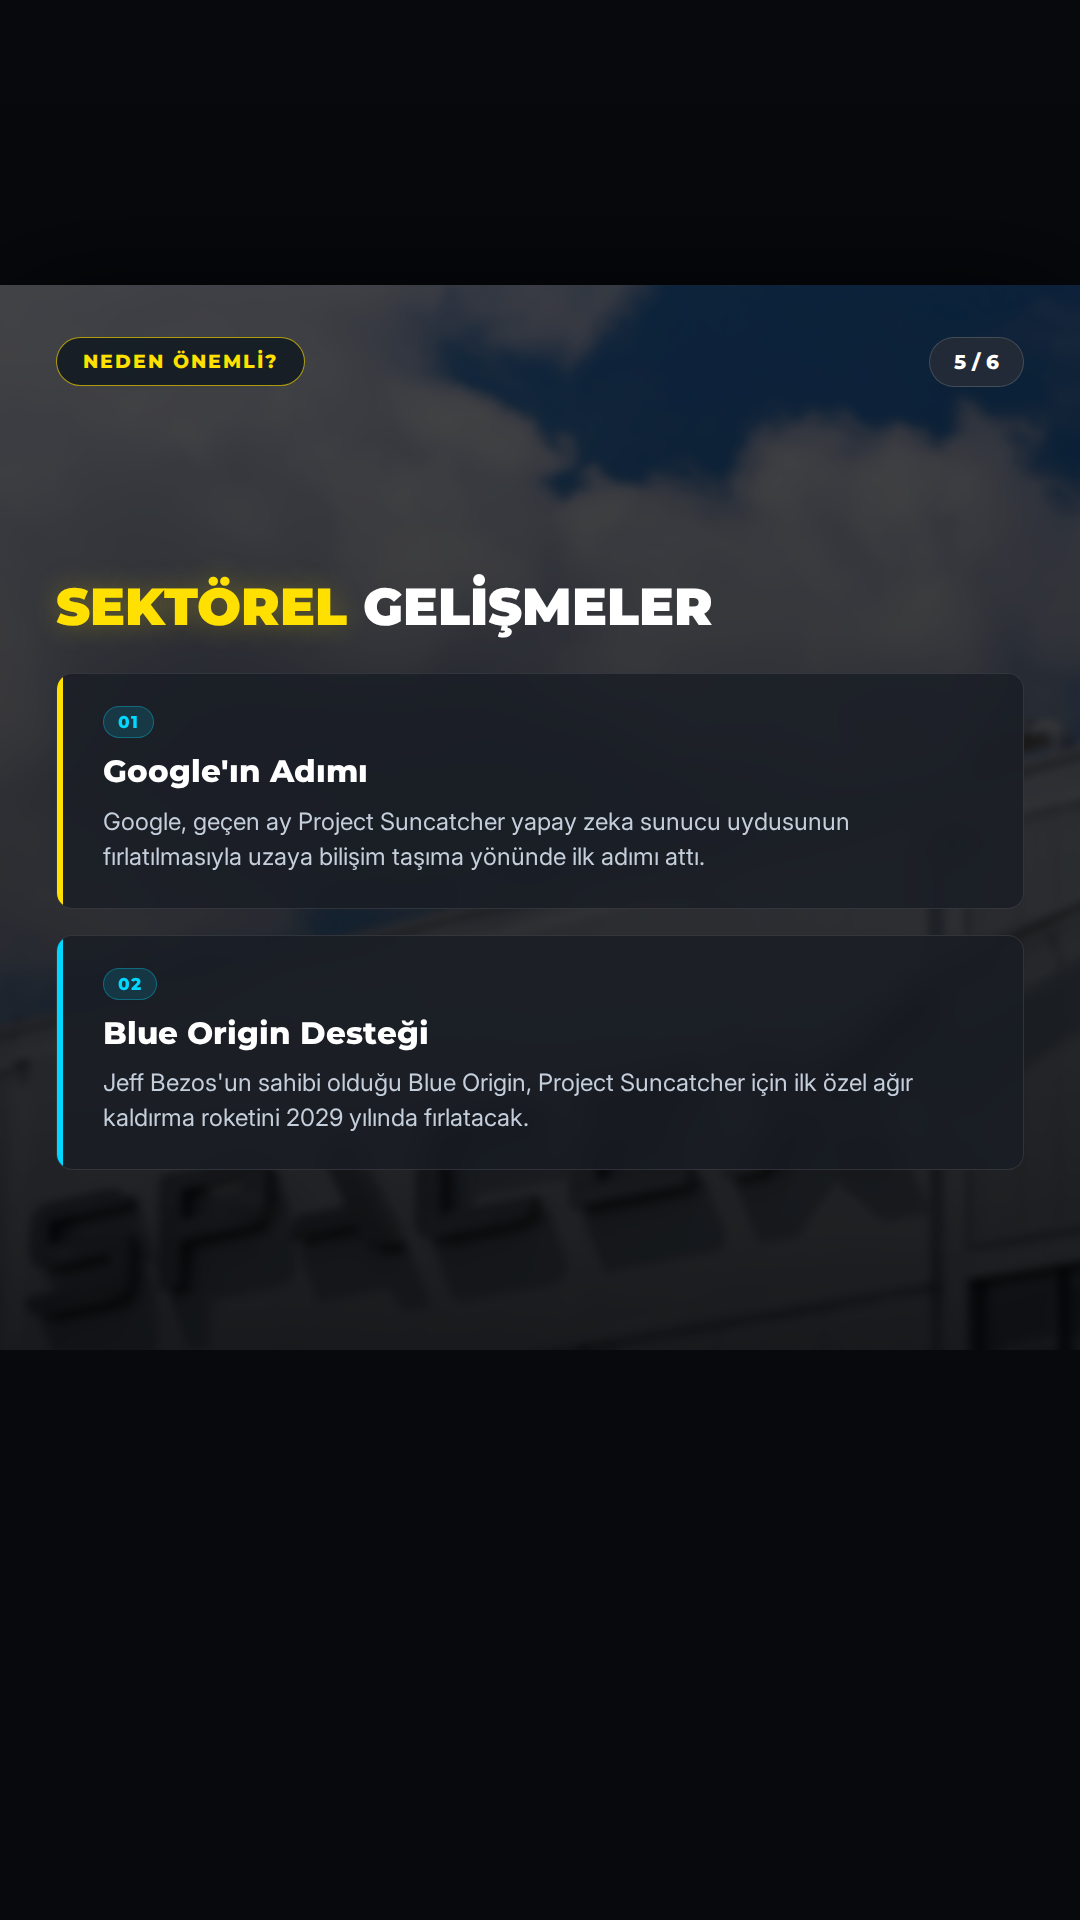 NEDEN ÖNEMLİ?
5 / 6
SEKTÖREL GELİŞMELER
01
Google'ın Adımı
Google, geçen ay Project Suncatcher yapay zeka sunucu uydusunun
fırlatılmasıyla uzaya bilişim taşıma yönünde ilk adımı attı.
02
Blue Origin Desteği
Jeff Bezos'un sahibi olduğu Blue Origin, Project Suncatcher için ilk özel ağır
kaldırma roketini 2029 yılında fırlatacak.
SPACEX